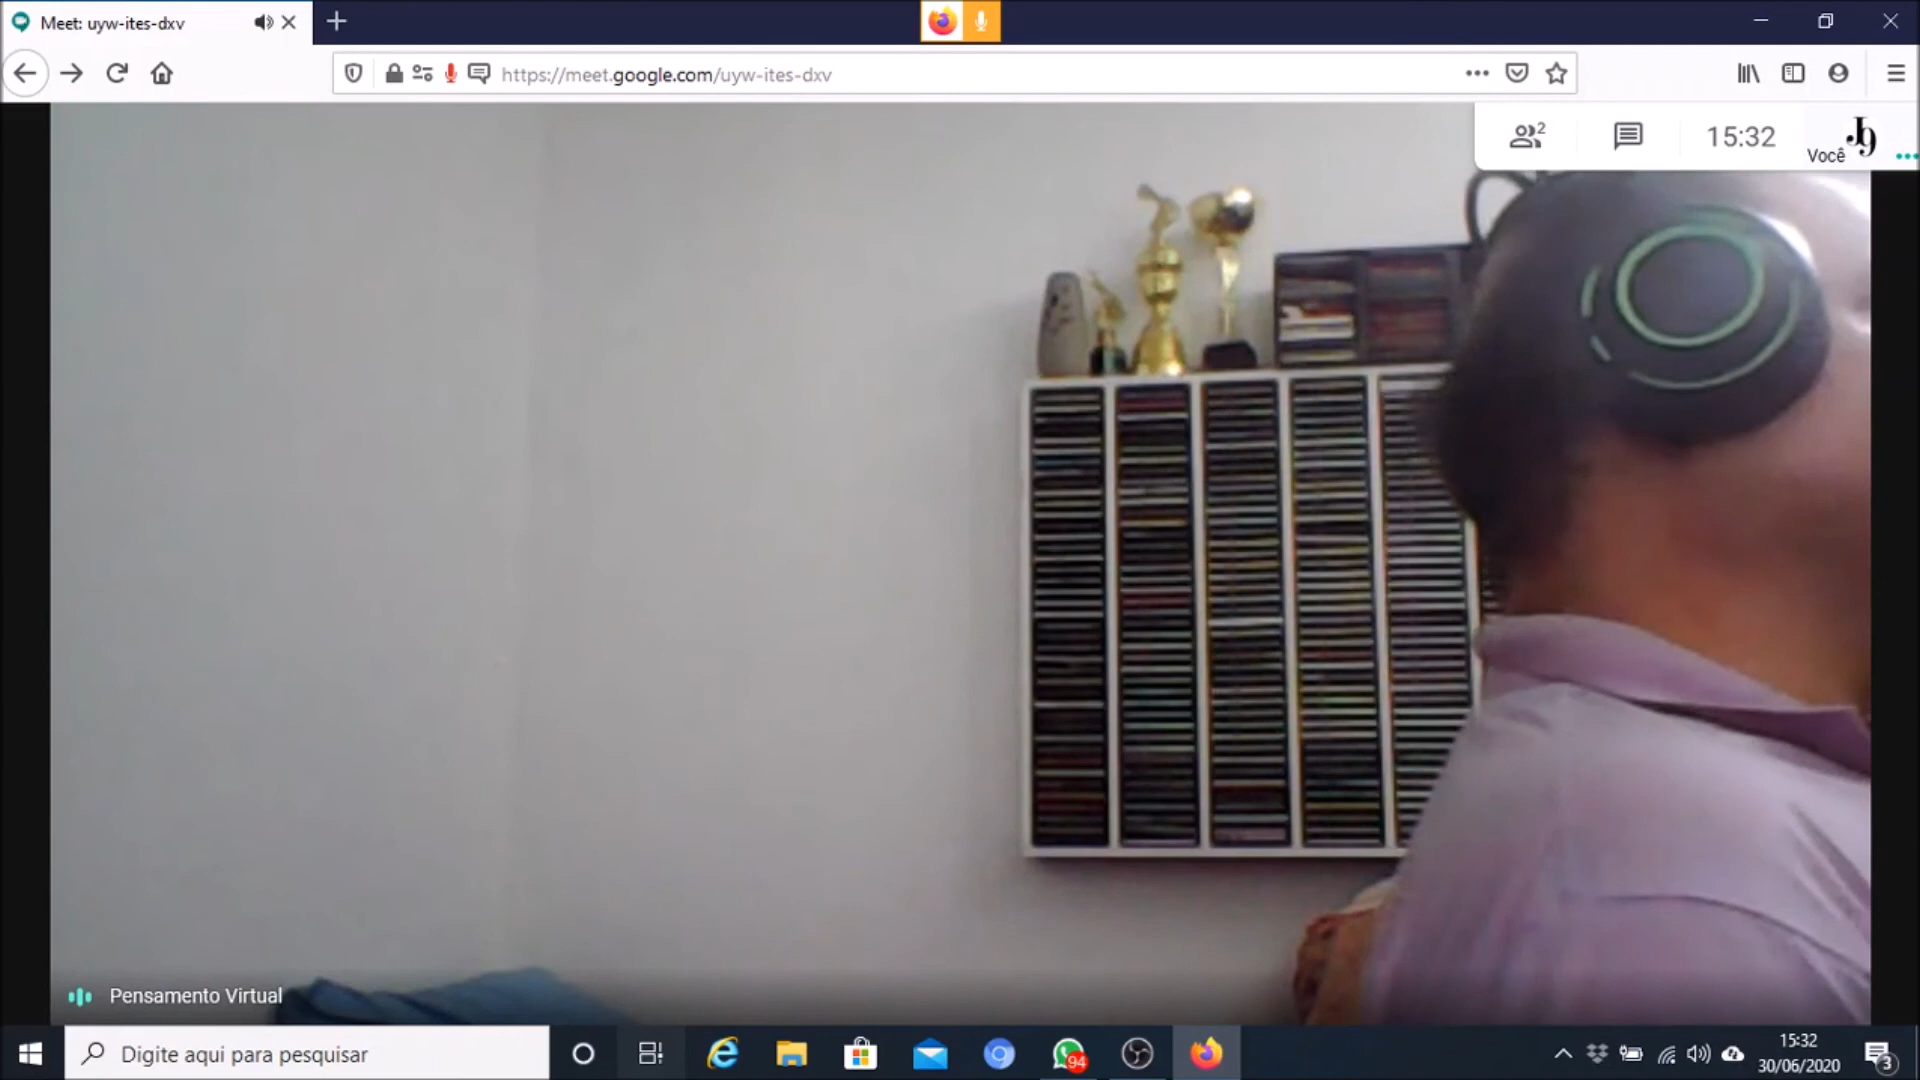 Meet: uyw-ites-dxv
https://meet.google.com/uyw-ites-dxv
2
15:32
Você
J9
Pensamento Virtual
Digite aqui para pesquisar
94
15:32
30/06/2020
3